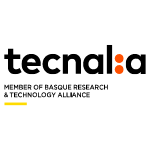 tecnal:a
MEMBER OF BASQUE RESEARCH
& TECHNOLOGY ALLIANCE